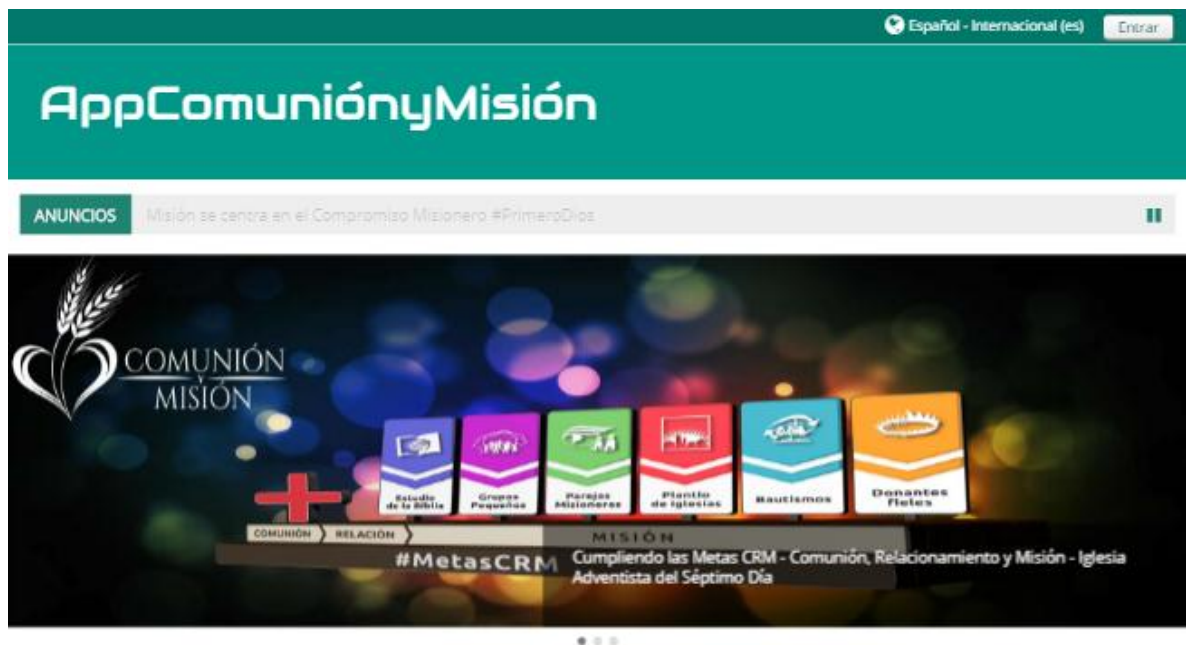 Español - Internacional (es)
Entrar
AppComuniónyMisión
ANUNCIOS
Misión se centra en el Compromiso Misionero #PrimeroDios
COMUNIÓN
Y
MISIÓN
Estudio
de la Biblia
Grupos
Pequeños
Parejas
Misioneras
Plantío
de Iglesias
Bautismos
Donantes
fieles
COMUNIÓN
RELACIÓN
MISIÓN
#MetasCRM
Cumpliendo las Metas CRM - Comunión, Relacionamiento y Misión - Iglesia
Adventista del Séptimo Día